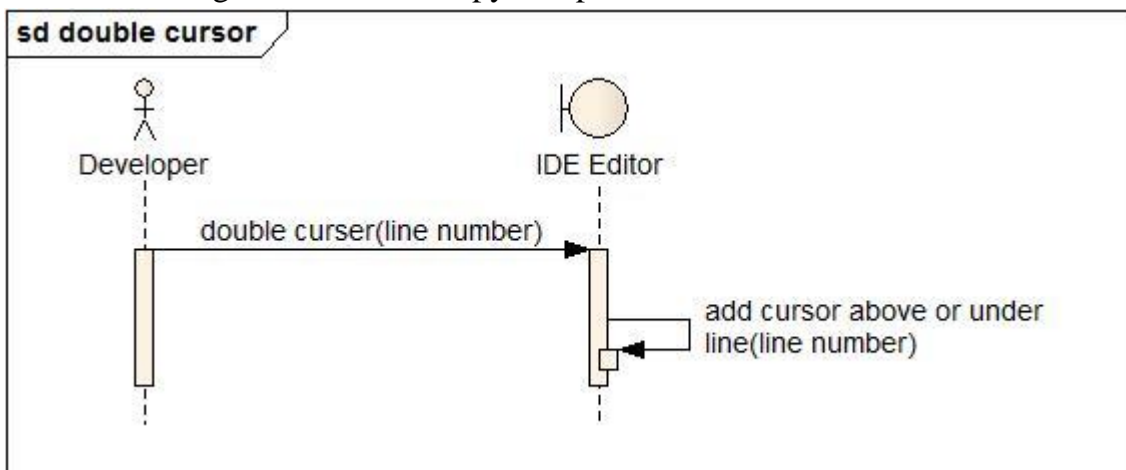 sd double cursor
Developer
IDE Editor
double curser(line number)
add cursor above or under
line(line number)